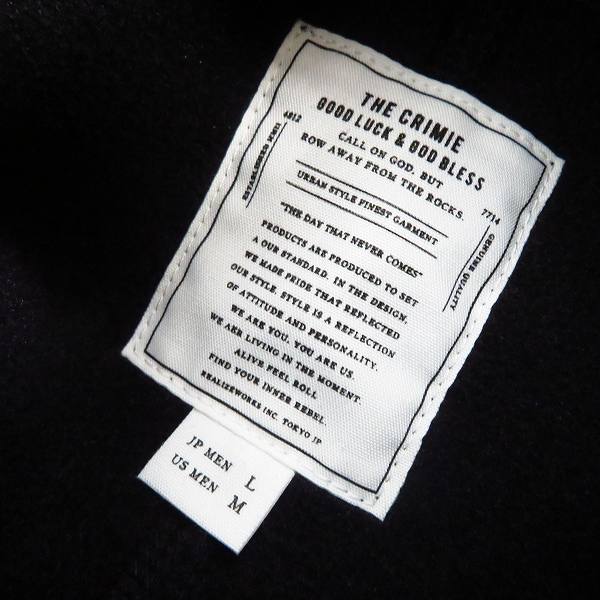 THE CRIMIE
GOOD LUCK & GOD BLESS
CALL ON GOD, BUT
ROW AWAY FROM THE ROCKS.
4012
ESTABLISHED MMII
URBAN STYLE FINEST GARMENT
7714
GENUINE QUALITY
"THE DAY THAT NEVER COMES"
PRODUCTS ARE PRODUCED TO SET
A OUR STANDARD. IN THE DESIGN,
WE MADE PRIDE THAT REFLECTED
OUR STYLE. STYLE IS A REFLECTION
OF ATTITUDE AND PERSONALITY.
WE ARE YOU. YOU ARE US.
WE AER LIVING IN THE MOMENT.
ALIVE FEEL ROLL
FIND YOUR INNER REBEL.
REALIZEWORKS INC. TOKYO JP
JP MEN L
US MEN M